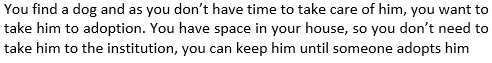 You find a dog and as you don’t have time to take care of him, you want to
take him to adoption. You have space in your house, so you don’t need to
take him to the institution, you can keep him until someone adopts him